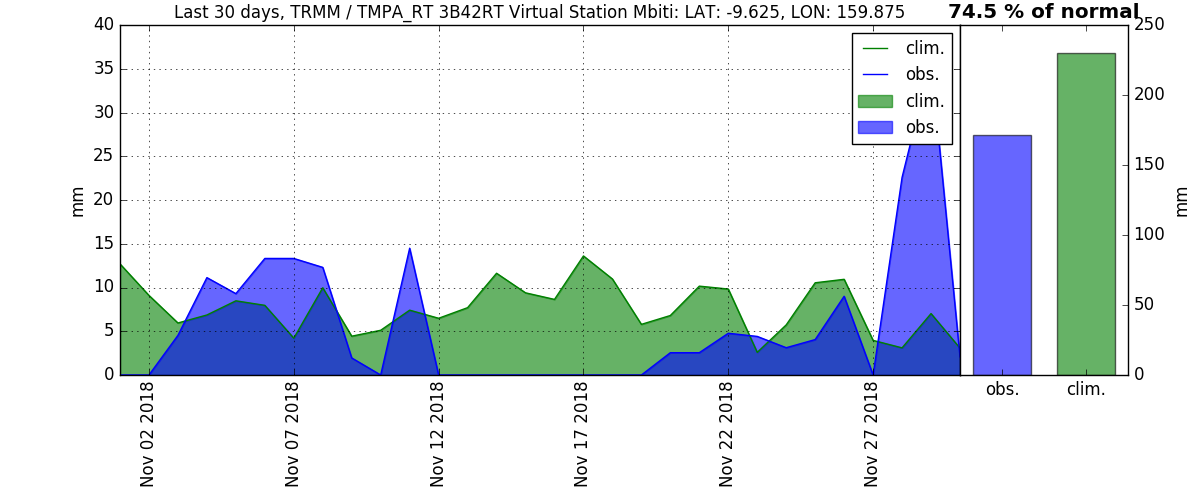 Last 30 days, TRMM / TMPA_RT 3B42RT Virtual Station Mbiti: LAT: -9.625, LON: 159.875
74.5 % of normal
40
35
30
25
20
15
10
5
0
mm
clim.
obs.
clim.
obs.
Nov 02 2018
Nov 07 2018
Nov 12 2018
Nov 17 2018
Nov 22 2018
Nov 27 2018
obs.
clim.
250
200
150
100
50
0
mm